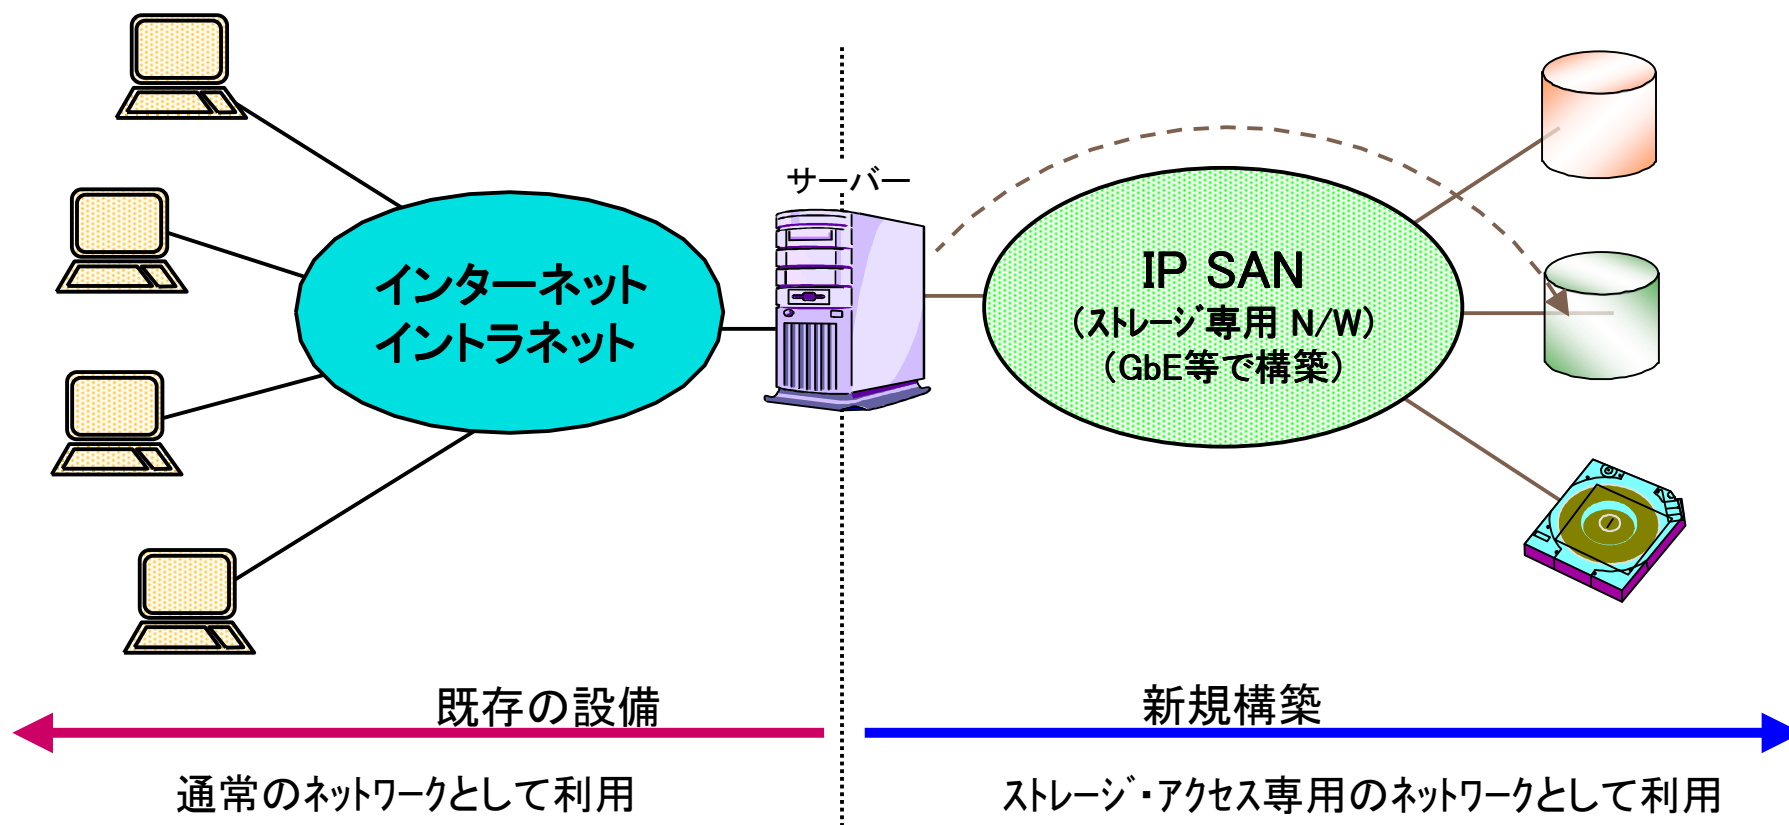 サーバー
インターネット
イントラネット
IP SAN
(ｽﾄﾚｰｼﾞ専用 N/W)
(GbE等で構築)
既存の設備
新規構築
通常のﾈｯﾄﾜｰｸとして利用
ｽﾄﾚｰｼﾞ・ｱｸｾｽ専用のﾈｯﾄﾜｰｸとして利用